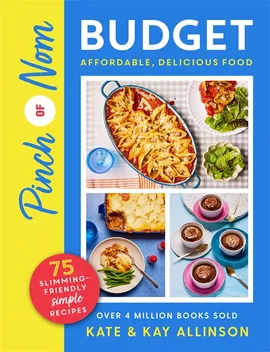 Pinch OF Nom
BUDGET
AFFORDABLE, DELICIOUS FOOD
75
SLIMMING-
FRIENDLY
simple
RECIPES
OVER 4 MILLION BOOKS SOLD
KATE & KAY ALLINSON